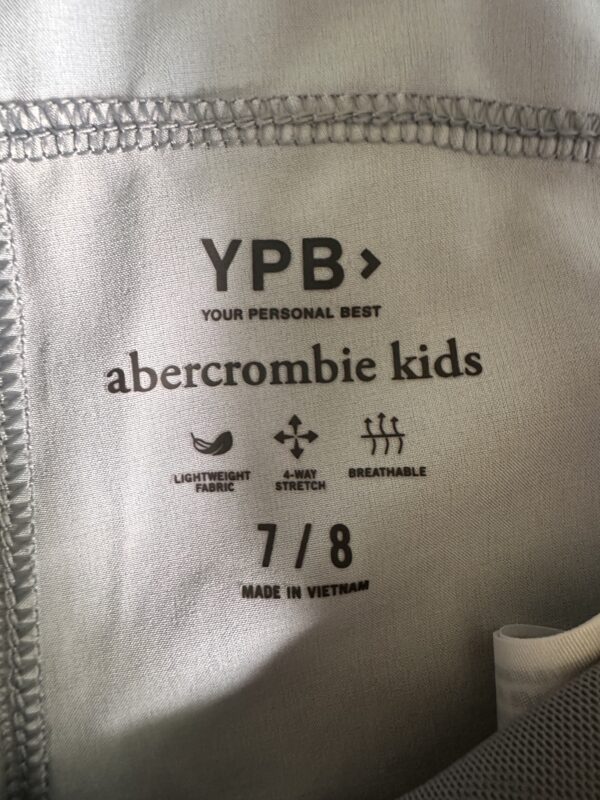 YPB>
YOUR PERSONAL BEST
abercrombie kids
LIGHTWEIGHT FABRIC
4-WAY STRETCH
BREATHABLE
7 / 8
MADE IN VIETNAM